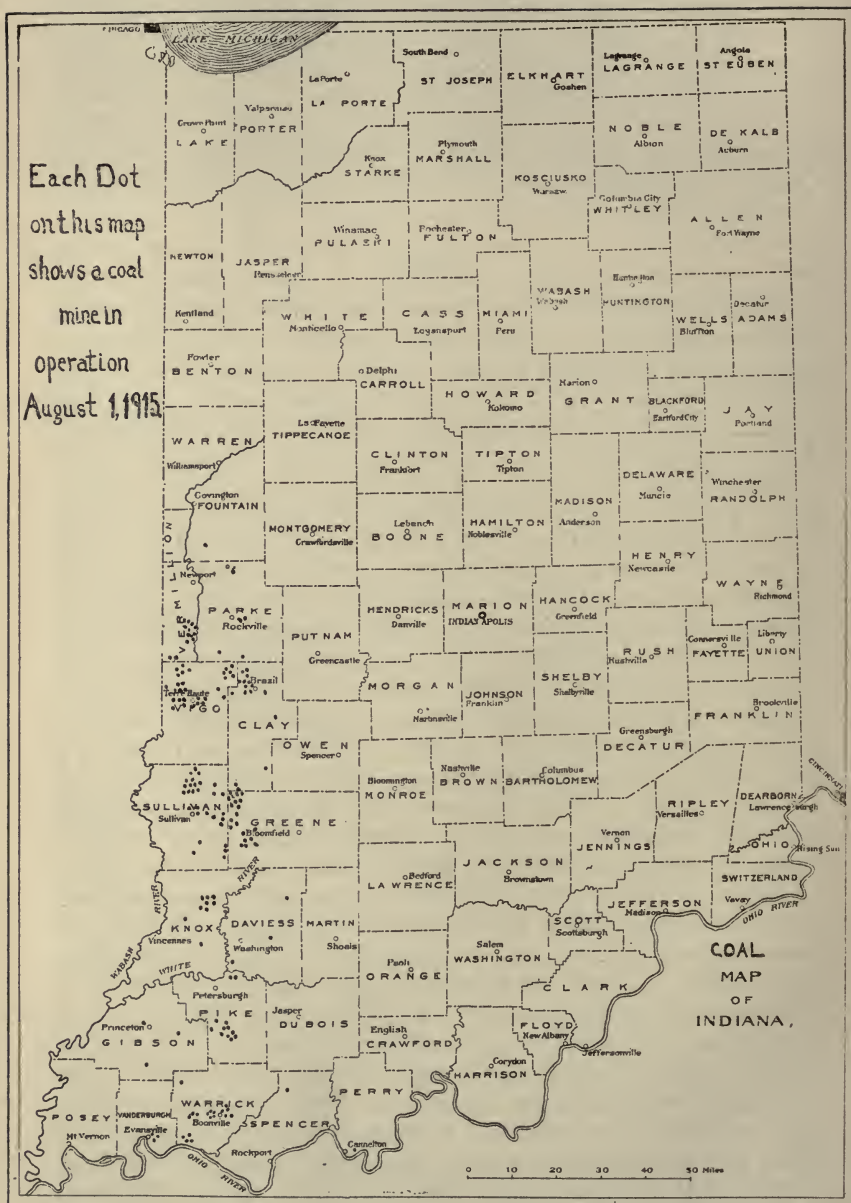 CHICAGO
LAKE MICHIGAN
South Bend
ST JOSEPH
ELKHART
Goshen
Lagrange
LAGRANGE
Angola
STEUBEN
LaPorte
LA PORTE
Valparaiso
PORTER
Crown Point
LAKE
Knox
STARKE
Plymouth
MARSHALL
NOBLE
Albion
DE KALB
Auburn
KOSCIUSKO
Warsaw
Columbia City
WHITLEY
ALLEN
Fort Wayne
Each Dot
on this map
shows a coal
mine in
operation
August 1, 1915
NEWTON
Kentland
JASPER
Rensselaer
Winamac
PULASKI
Rochester
FULTON
WABASH
Wabash
Huntington
HUNTINGTON
WHITE
Monticello
CASS
Logansport
MIAMI
Peru
WELLS
Bluffton
Decatur
ADAMS
Fowler
BENTON
Delphi
CARROLL
HOWARD
Kokomo
Marion
GRANT
BLACKFORD
Hartford City
JAY
Portland
WARREN
Williamsport
La Fayette
TIPPECANOE
CLINTON
Frankfort
TIPTON
Tipton
DELAWARE
Muncie
Winchester
RANDOLPH
Covington
FOUNTAIN
MONTGOMERY
Crawfordsville
Lebanon
BOONE
HAMILTON
Noblesville
MADISON
Anderson
HENRY
Newcastle
VERMILLION
Newport
PARKE
Rockville
PUTNAM
Greencastle
HENDRICKS
Danville
MARION
INDIANAPOLIS
HANCOCK
Greenfield
WAYNE
Richmond
RUSH
Rushville
Connersville
FAYETTE
Liberty
UNION
Terre Haute
VIGO
Brazil
CLAY
OWEN
Spencer
MORGAN
Martinsville
JOHNSON
Franklin
SHELBY
Shelbyville
Greensburg
DECATUR
Brookville
FRANKLIN
SULLIVAN
Sullivan
GREENE
Bloomfield
Bloomington
MONROE
Nashville
BROWN
Columbus
BARTHOLOMEW
CINCINNATI
DEARBORN
Lawrenceburgh
RIPLEY
Versailles
OHIO
Rising Sun
Vernon
JENNINGS
SWITZERLAND
Vevay
OHIO RIVER
Bedford
LAWRENCE
JACKSON
Brownstown
JEFFERSON
Madison
SCOTT
Scottsburgh
WABASH RIVER
KNOX
Vincennes
RIVER
DAVIESS
Washington
MARTIN
Shoals
WHITE
Paoli
ORANGE
Salem
WASHINGTON
CLARK
COAL
MAP
OF
INDIANA,
Petersburgh
PIKE
Princeton
GIBSON
Jasper
DUBOIS
English
CRAWFORD
FLOYD
New Albany
Jeffersonville
Corydon
HARRISON
POSEY
Mt Vernon
VANDERBURGH
Evansville
WARRICK
Boonville
SPENCER
Rockport
PERRY
Cannelton
OHIO RIVER
0 10 20 30 40 50 Miles